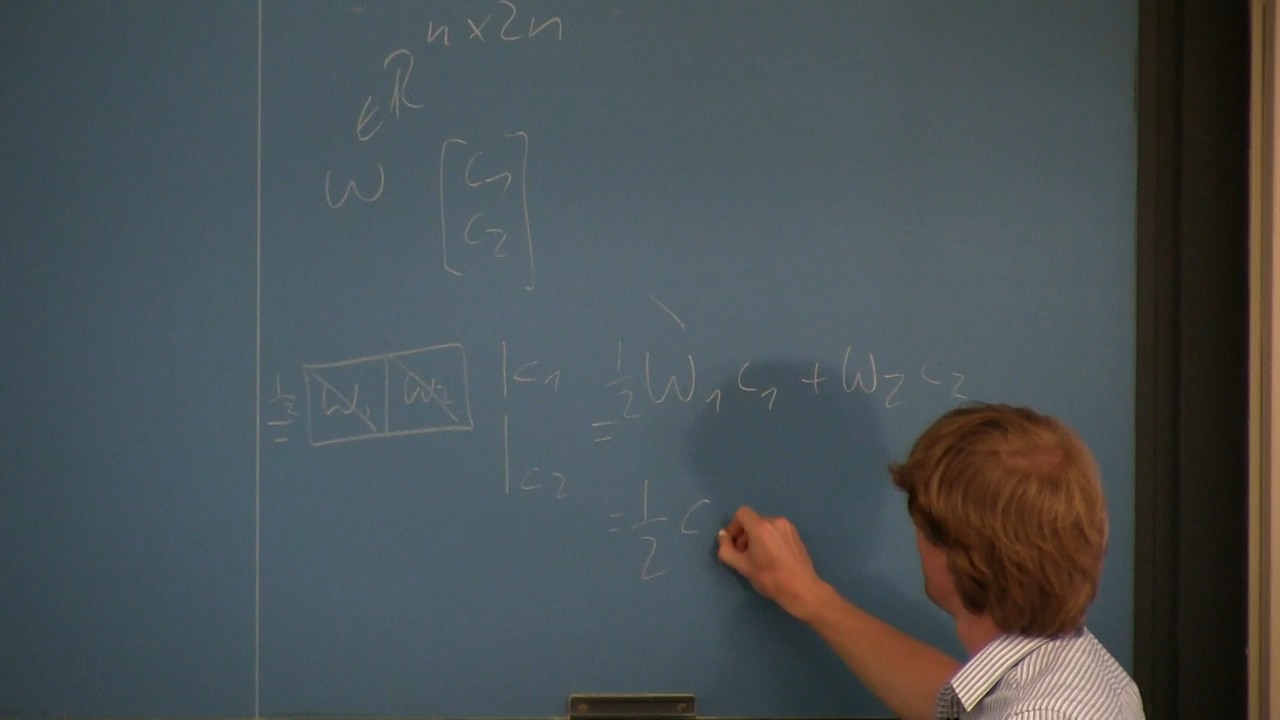 n x 2n
∈ R
W [ c1
c2 ]
1/2 W1 W2 | c1 = 1/2 W1 c1 + W2 c2
=
| c2
= 1/2 c